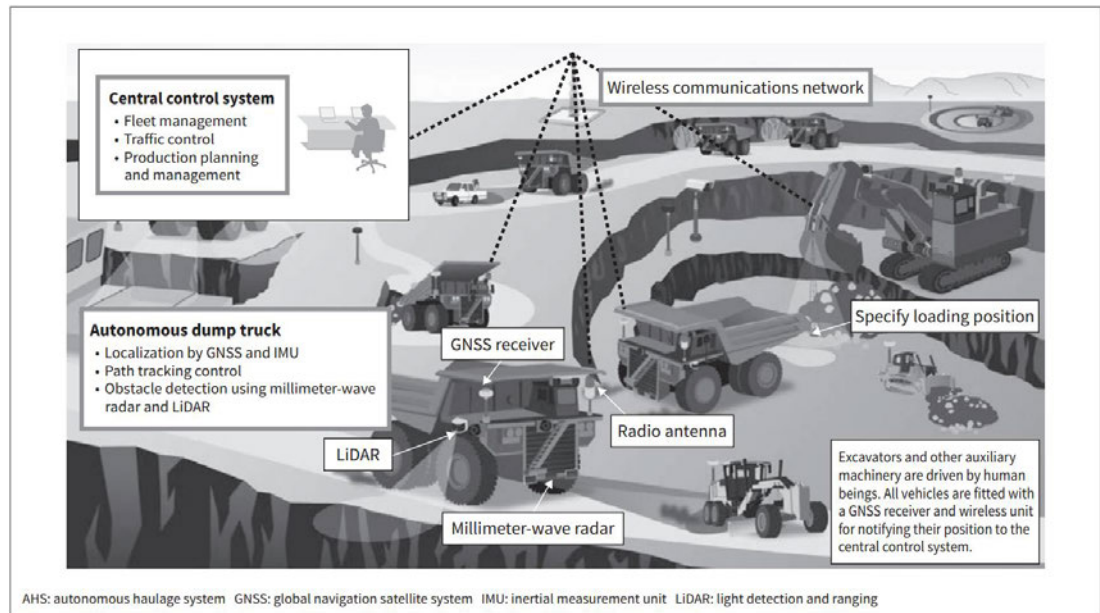 Central control system
• Fleet management
• Traffic control
• Production planning
and management
Wireless communications network
Autonomous dump truck
• Localization by GNSS and IMU
• Path tracking control
• Obstacle detection using millimeter-wave
radar and LiDAR
GNSS receiver
Specify loading position
LiDAR
Radio antenna
Millimeter-wave radar
Excavators and other auxiliary
machinery are driven by human
beings. All vehicles are fitted with
a GNSS receiver and wireless unit
for notifying their position to the
central control system.
AHS: autonomous haulage system GNSS: global navigation satellite system IMU: inertial measurement unit LiDAR: light detection and ranging